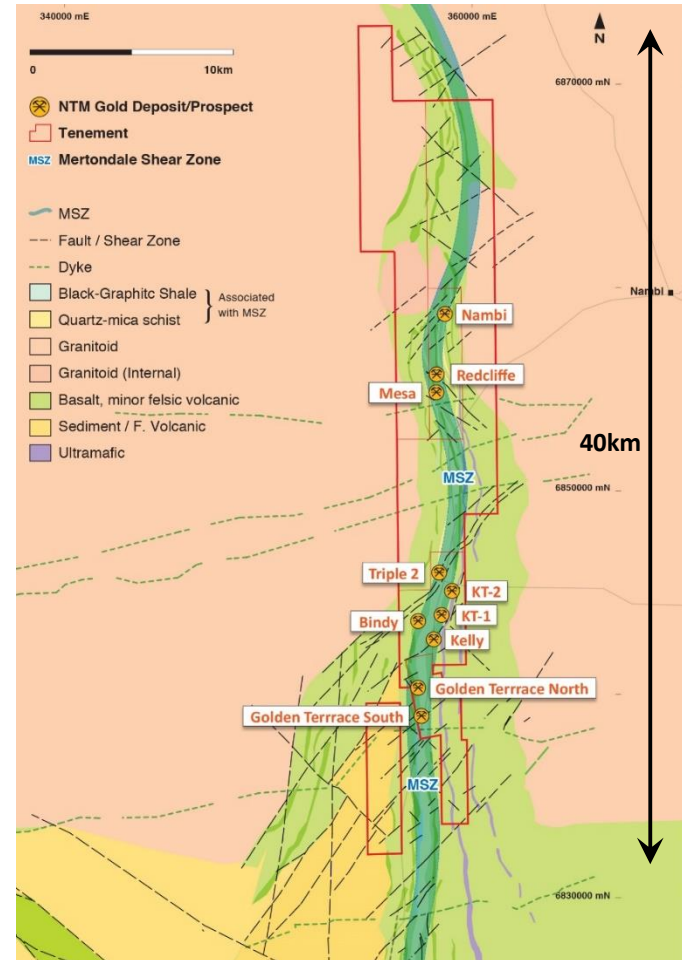 340000 mE
360000 mE
N
0
10km
6870000 mN
NTM Gold Deposit/Prospect
Tenement
MSZ Mertondale Shear Zone
MSZ
Fault / Shear Zone
Dyke
Black-Graphitc Shale
Quartz-mica schist
Associated
with MSZ
Granitoid
Granitoid (Internal)
Basalt, minor felsic volcanic
Sediment / F. Volcanic
Ultramafic
Nambi
Nambi
Redcliffe
Mesa
40km
MSZ
6850000 mN
Triple 2
KT-2
KT-1
Bindy
Kelly
Golden Terrrace North
Golden Terrrace South
MSZ
6830000 mN